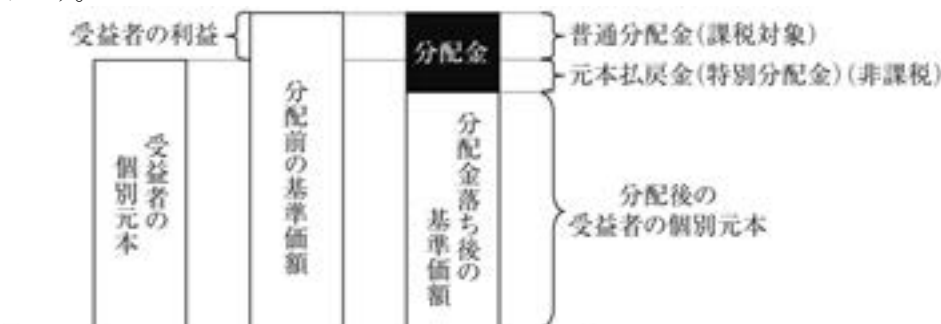 受益者の利益
分配金
普通分配金(課税対象)
元本払戻金(特別分配金)(非課税)
受益者の
個別元本
分配前の基準価額
分配金落ち後の
基準価額
分配後の
受益者の個別元本